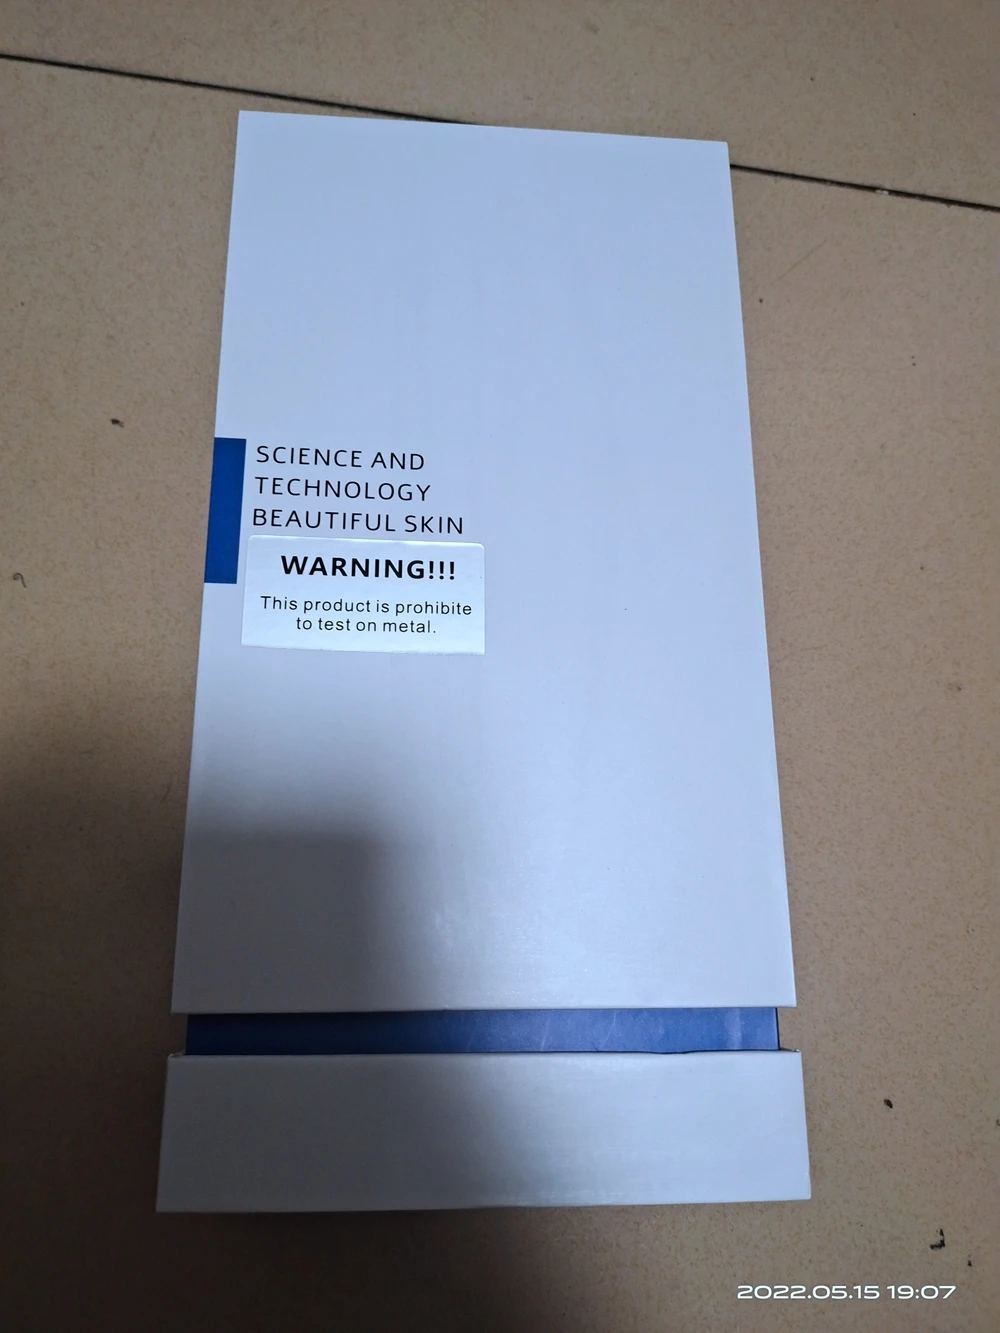 SCIENCE AND
TECHNOLOGY
BEAUTIFUL SKIN
WARNING!!!
This product is prohibite
to test on metal.
2022.05.15 19:07